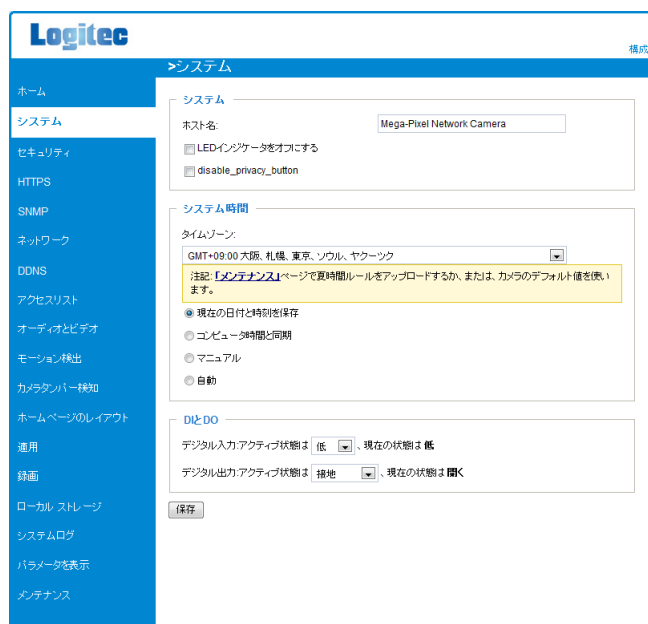 Logitec
構成
>システム
ホーム
システム
セキュリティ
HTTPS
SNMP
ネットワーク
DDNS
アクセスリスト
オーディオとビデオ
モーション検出
カメラタンパー検知
ホームページのレイアウト
適用
録画
ローカル ストレージ
システムログ
パラメータを表示
メンテナンス
システム
ホスト名:
Mega-Pixel Network Camera
LEDインジケータをオフにする
disable_privacy_button
システム時間
タイムゾーン:
GMT+09:00 大阪、札幌、東京、ソウル、ヤクーツク
注記:「メンテナンス」ページで夏時間ルールをアップロードするか、または、カメラのデフォルト値を使い
ます。
現在の日付と時刻を保存
コンピュータ時間と同期
マニュアル
自動
DIとDO
デジタル入力:アクティブ状態は 低 、現在の状態は 低
デジタル出力:アクティブ状態は 接地 、現在の状態は 開く
保存